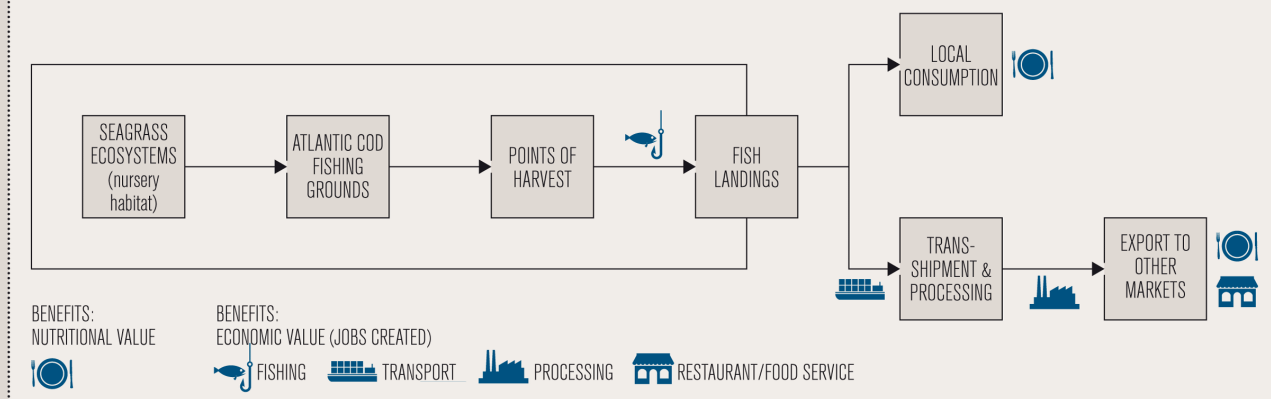 SEAGRASS
ECOSYSTEMS
(nursery
habitat)
ATLANTIC COD
FISHING
GROUNDS
POINTS OF
HARVEST
FISH
LANDINGS
LOCAL
CONSUMPTION
TRANS-
SHIPMENT &
PROCESSING
EXPORT TO
OTHER
MARKETS
BENEFITS:
NUTRITIONAL VALUE
BENEFITS:
ECONOMIC VALUE (JOBS CREATED)
FISHING
TRANSPORT
PROCESSING
RESTAURANT/FOOD SERVICE